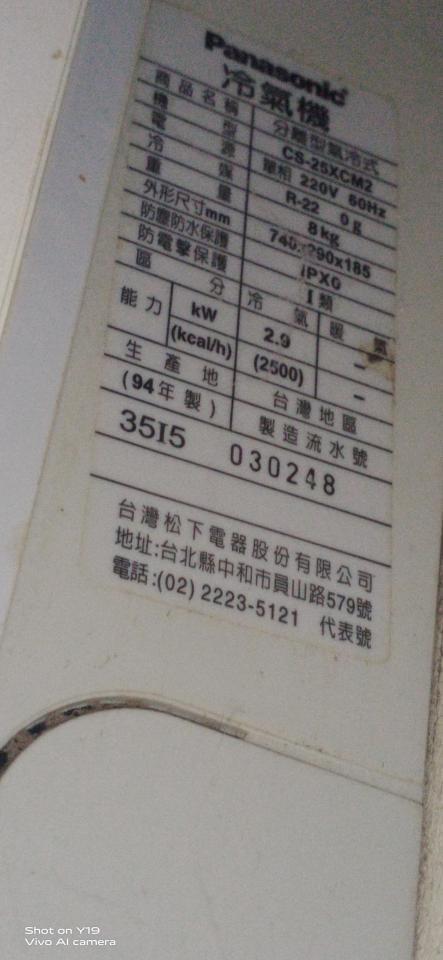 Panasonic
冷氣機
商品名稱 分離型氣冷式
機型 CS-25XCM2
電源 單相 220V 60Hz
冷媒 R-22 0g
重量 8kg
外形尺寸mm 740x290x185
防塵防水保護 IPX0
防電擊保護 I類
區分 冷氣 暖氣
能力 kW 2.9 –
(kcal/h) (2500) –
生產地 台灣地區
(94年製) 製造流水號
35I5 030248
台灣松下電器股份有限公司
地址:台北縣中和市員山路579號
電話:(02) 2223-5121 代表號
Shot on Y19
Vivo AI camera